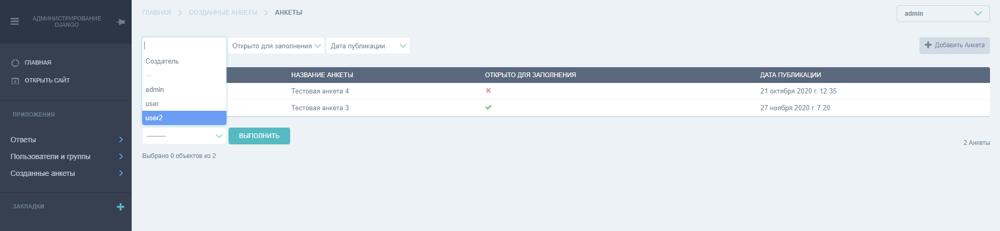 АДМИНИСТРИРОВАНИЕ
DJANGO
ГЛАВНАЯ
ОТКРЫТЬ САЙТ
ПРИЛОЖЕНИЯ
Ответы
Пользователи и группы
Созданные анкеты
ЗАКЛАДКИ
ГЛАВНАЯ СОЗДАННЫЕ АНКЕТЫ АНКЕТЫ
admin
Открыто для заполнения Дата публикации
Добавить Анкета
Создатель
---
admin
user
user2
НАЗВАНИЕ АНКЕТЫ ОТКРЫТО ДЛЯ ЗАПОЛНЕНИЯ ДАТА ПУБЛИКАЦИИ
Тестовая анкета 4 21 октября 2020 г. 12:35
Тестовая анкета 3 27 ноября 2020 г. 7:20
--------- ВЫПОЛНИТЬ
2 Анкеты
Выбрано 0 объектов из 2